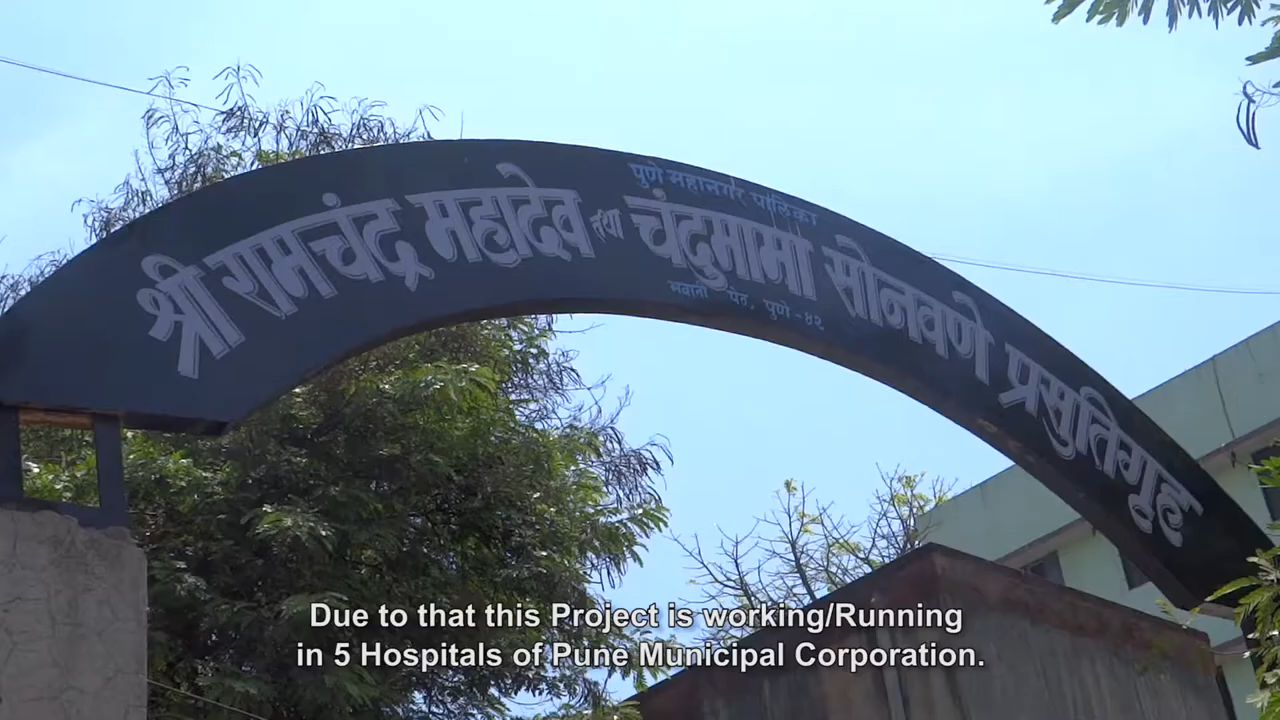 पुणे महानगर पालिका
श्री रामचंद्र महादेव तथा चंदुमामा सोनवणे प्रसुतिगृह
भवानी पेठ, पुणे -४२
Due to that this Project is working/Running
in 5 Hospitals of Pune Municipal Corporation.